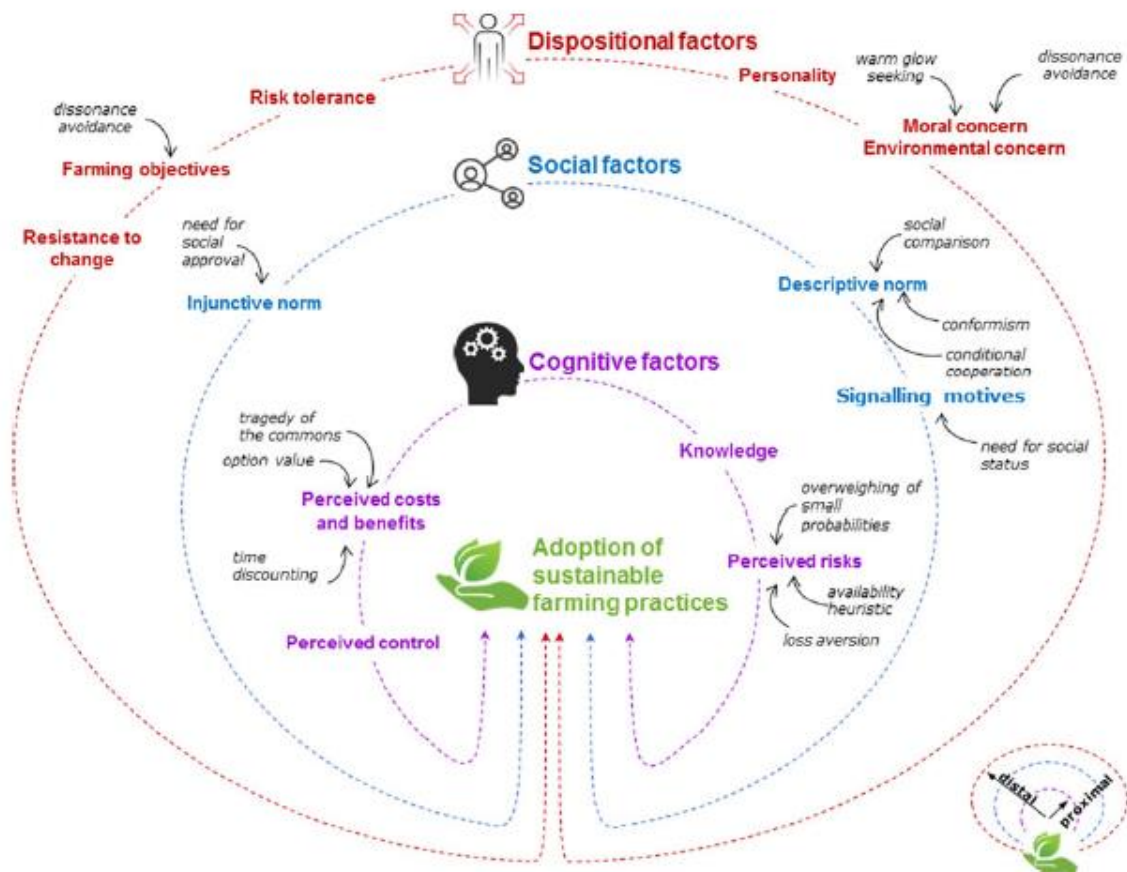 Dispositional factors
warm glow
seeking
dissonance
avoidance
Personality
Risk tolerance
dissonance
avoidance
Moral concern
Environmental concern
Farming objectives
Social factors
Resistance to
change
need for
social
approval
social
comparison
Injunctive norm
Descriptive norm
conformism
conditional
cooperation
Cognitive factors
Signalling motives
tragedy of
the commons
option value
Knowledge
need for social
status
Perceived costs
and benefits
overweighing of
small
probabilities
time
discounting
Adoption of
sustainable
farming practices
Perceived risks
availability
heuristic
loss aversion
Perceived control
distal
proximal